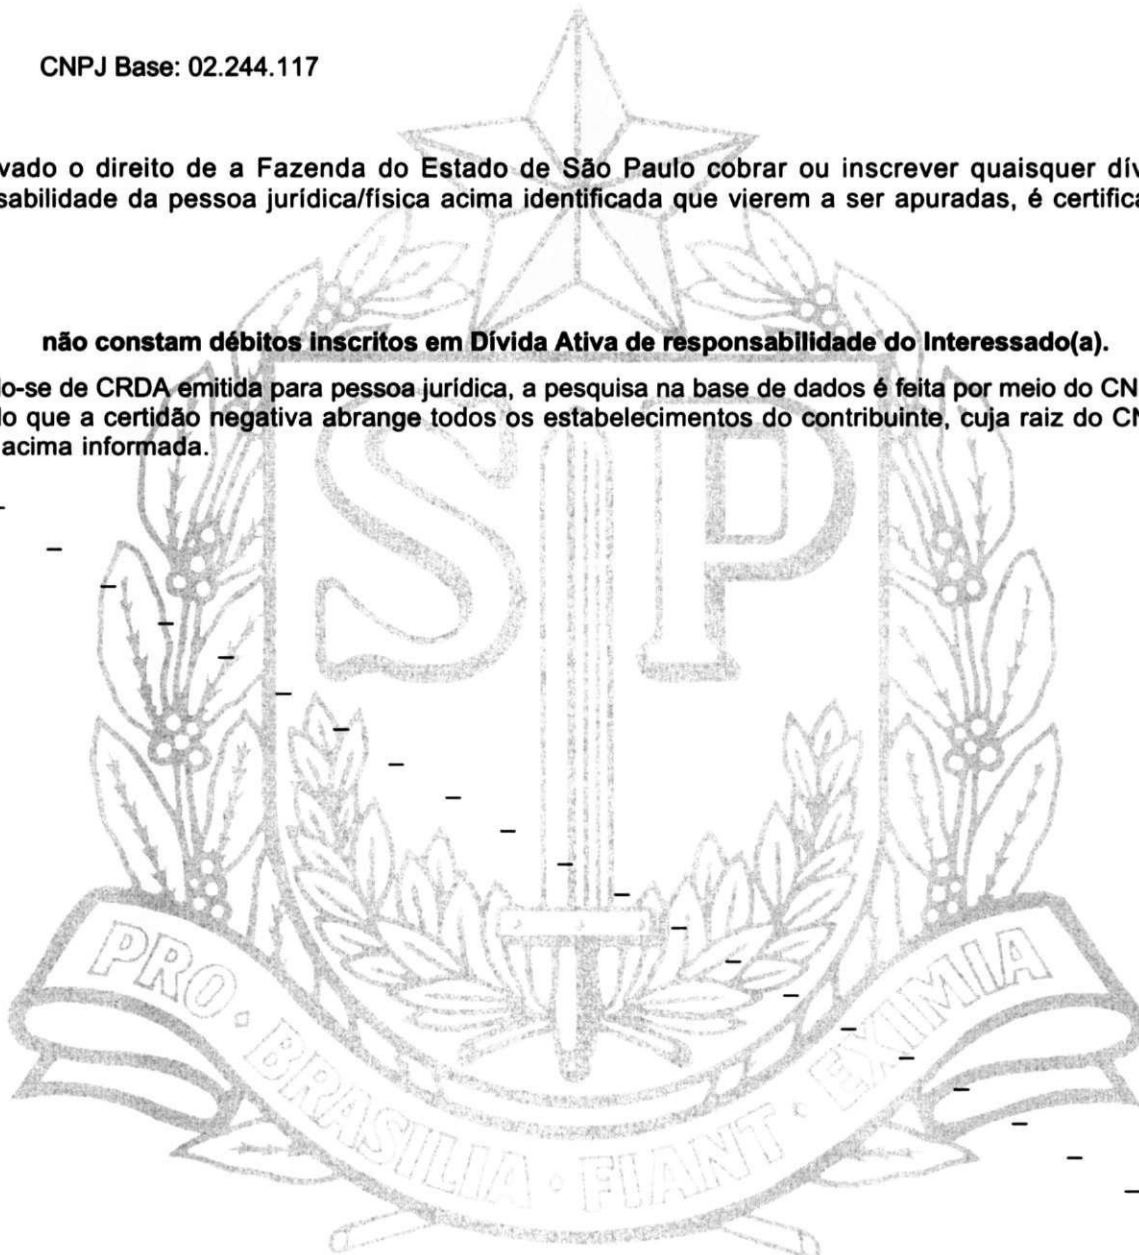 CNPJ Base: 02.244.117
vado o direito de a Fazenda do Estado de São Paulo cobrar ou inscrever quaisquer dív
sabilidade da pessoa jurídica/física acima identificada que vierem a ser apuradas, é certifica
não constam débitos inscritos em Dívida Ativa de responsabilidade do Interessado(a).
lo-se de CRDA emitida para pessoa jurídica, a pesquisa na base de dados é feita por meio do CN
lo que a certidão negativa abrange todos os estabelecimentos do contribuinte, cuja raiz do CN
acima informada.
SP
PRO • BRASILIA • FIANT • EXIMIA